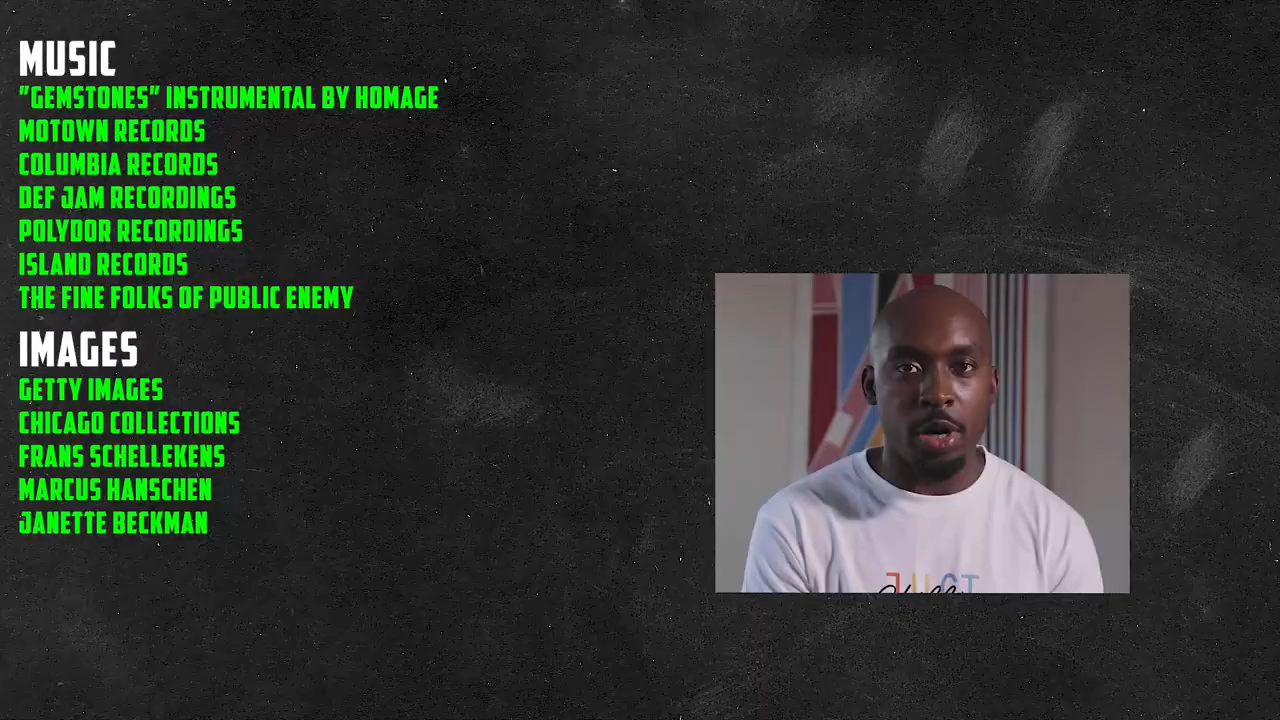 MUSIC
"GEMSTONES" INSTRUMENTAL BY HOMAGE
MOTOWN RECORDS
COLUMBIA RECORDS
DEF JAM RECORDINGS
POLYDOR RECORDINGS
ISLAND RECORDS
THE FINE FOLKS OF PUBLIC ENEMY
IMAGES
GETTY IMAGES
CHICAGO COLLECTIONS
FRANS SCHELLEKENS
MARCUS HANSCHEN
JANETTE BECKMAN
JUST